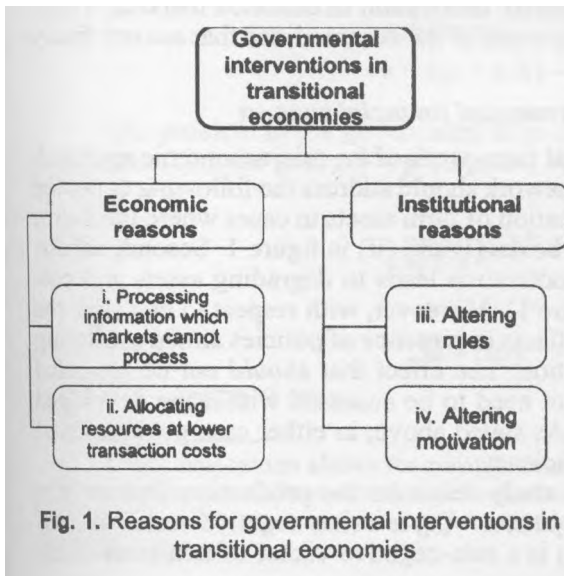 Governmental
interventions in
transitional
economies
Economic
reasons
Institutional
reasons
i. Processing
information which
markets cannot
process
ii. Allocating
resources at lower
transaction costs
iii. Altering
rules
iv. Altering
motivation
Fig. 1. Reasons for governmental interventions in
transitional economies